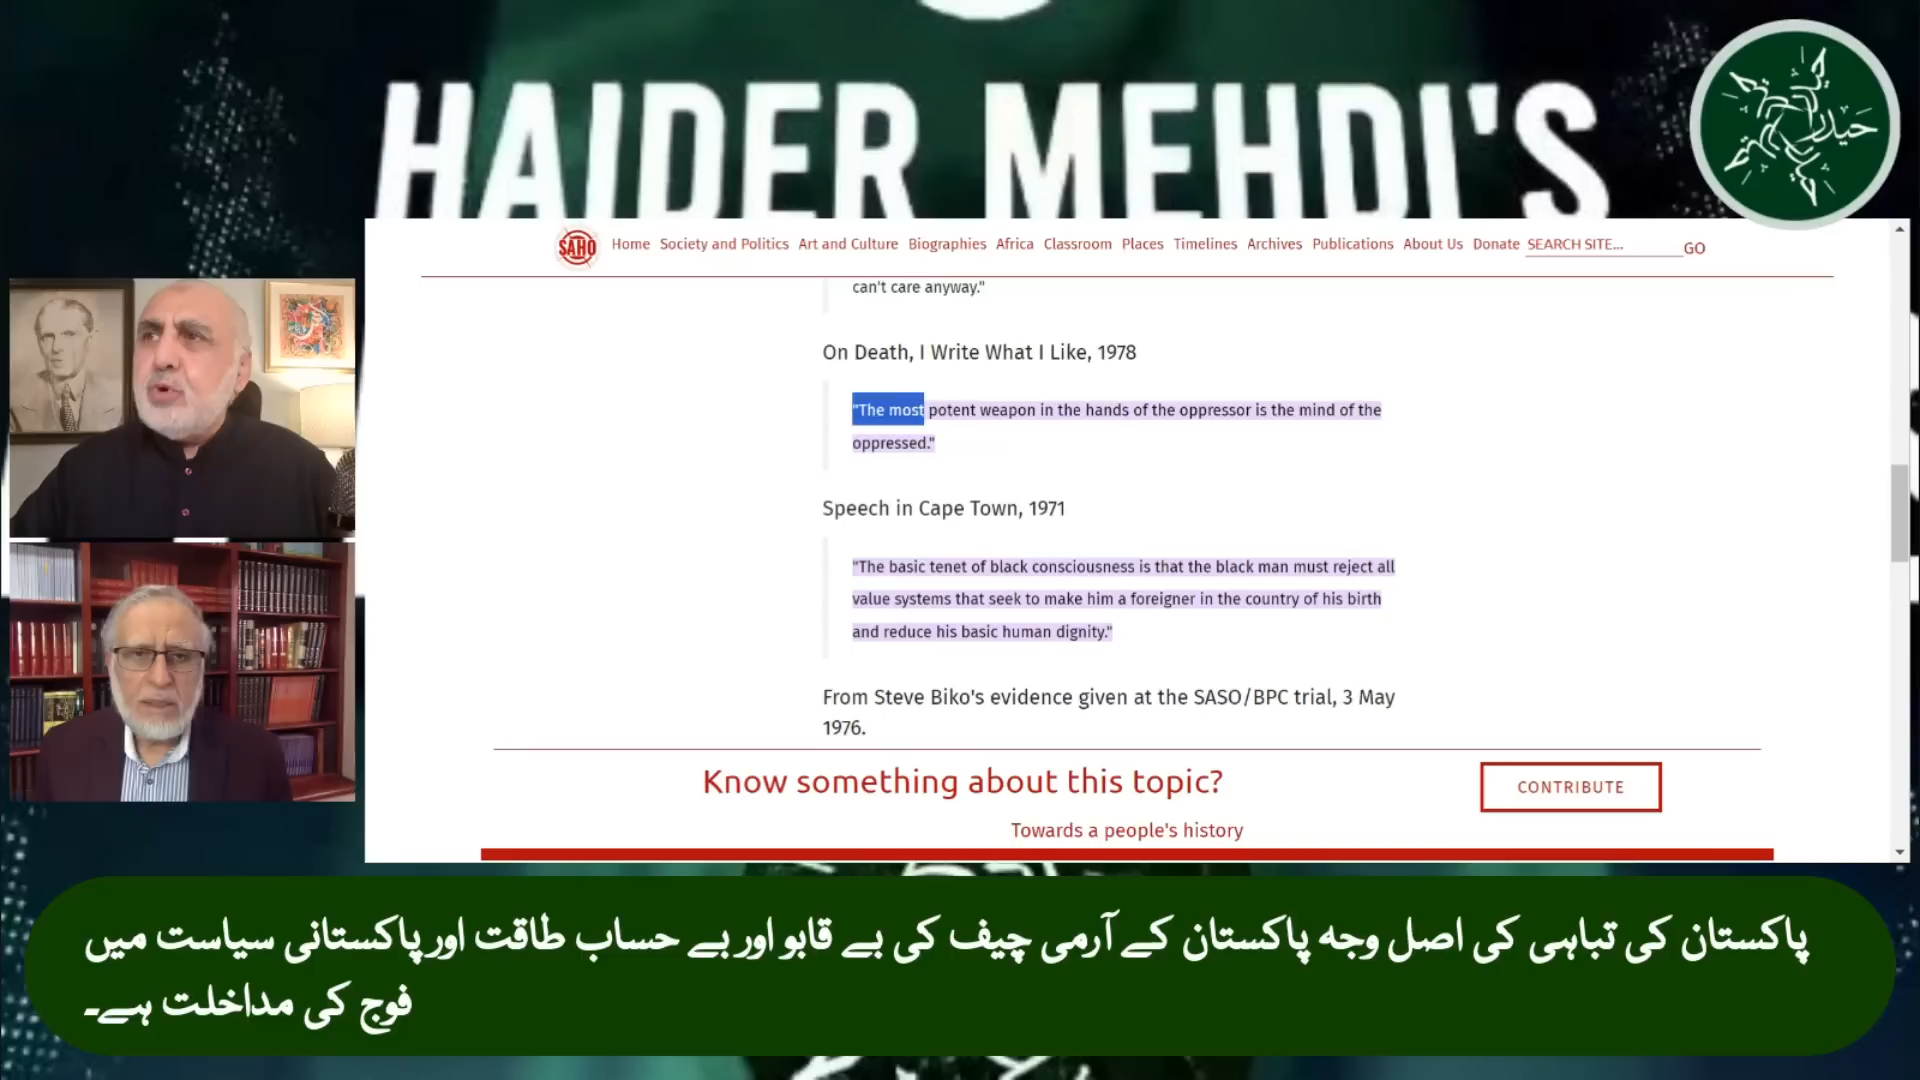 HAIDER MEHDI'S
حیدر
SAHO Home Society and Politics Art and Culture Biographies Africa Classroom Places Timelines Archives Publications About Us Donate SEARCH SITE... GO
can't care anyway."
On Death, I Write What I Like, 1978
"The most potent weapon in the hands of the oppressor is the mind of the
oppressed."
Speech in Cape Town, 1971
"The basic tenet of black consciousness is that the black man must reject all
value systems that seek to make him a foreigner in the country of his birth
and reduce his basic human dignity."
From Steve Biko's evidence given at the SASO/BPC trial, 3 May
1976.
Know something about this topic?
CONTRIBUTE
Towards a people's history
پاکستان کی تباہی کی اصل وجہ پاکستان کے آرمی چیف کی بے قابو اور بے حساب طاقت اور پاکستانی سیاست میں
فوج کی مداخلت ہے۔